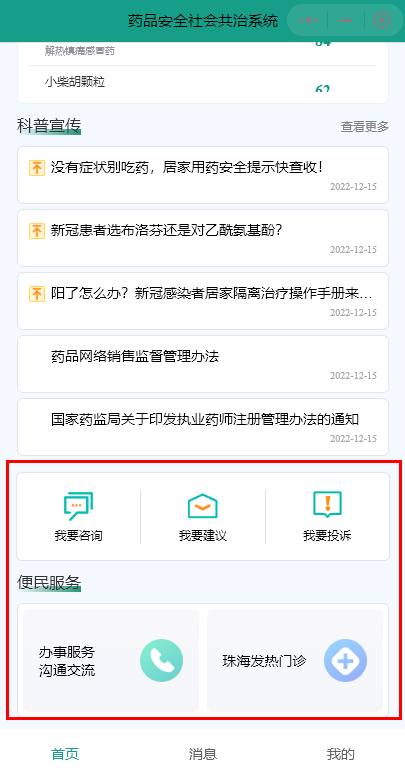 药品安全社会共治系统
解热镇痛感冒药
84
小柴胡颗粒
62
科普宣传
查看更多
没有症状别吃药，居家用药安全提示快查收！
2022-12-15
新冠患者选布洛芬还是对乙酰氨基酚？
2022-12-15
阳了怎么办？新冠感染者居家隔离治疗操作手册来...
2022-12-15
药品网络销售监督管理办法
2022-12-15
国家药监局关于印发执业药师注册管理办法的通知
2022-12-15
我要咨询
我要建议
我要投诉
便民服务
办事服务
沟通交流
珠海发热门诊
首页
消息
我的